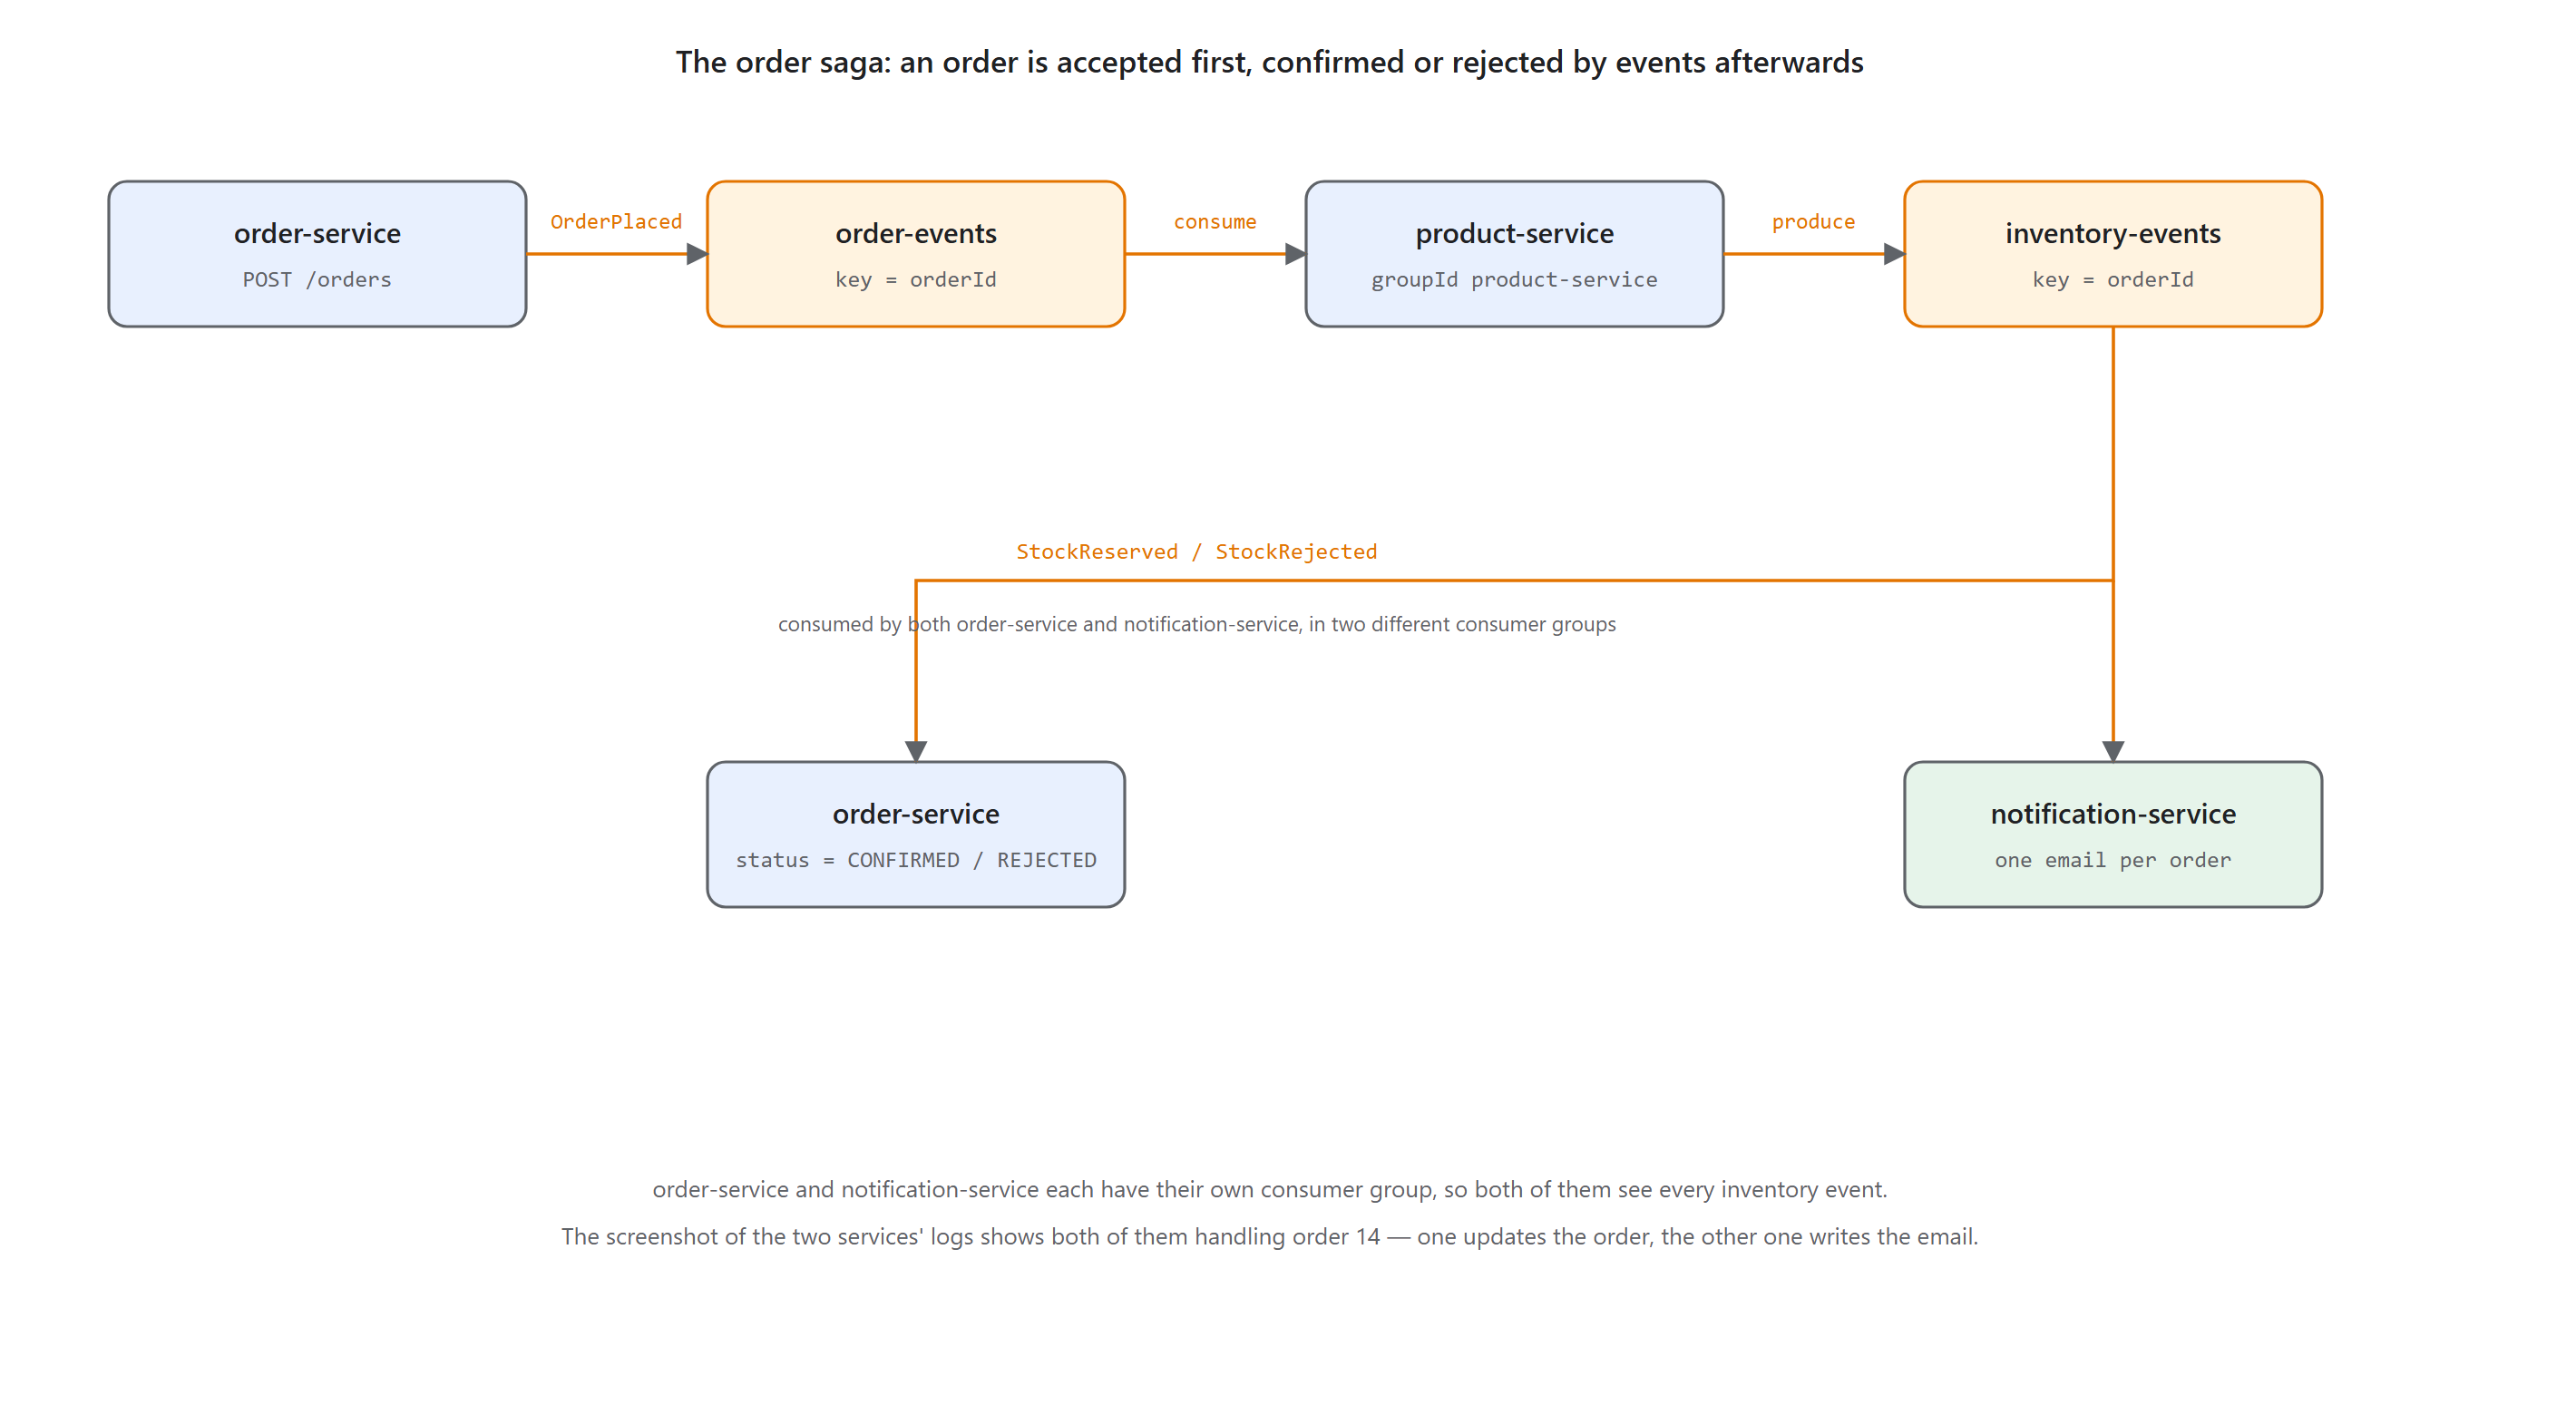 The order saga: an order is accepted first, confirmed or rejected by events afterwards
order-service
POST /orders
OrderPlaced
order-events
key = orderId
consume
product-service
groupId product-service
produce
inventory-events
key = orderId
StockReserved / StockRejected
consumed by both order-service and notification-service, in two different consumer groups
order-service
status = CONFIRMED / REJECTED
notification-service
one email per order
order-service and notification-service each have their own consumer group, so both of them see every inventory event.
The screenshot of the two services' logs shows both of them handling order 14 — one updates the order, the other one writes the email.